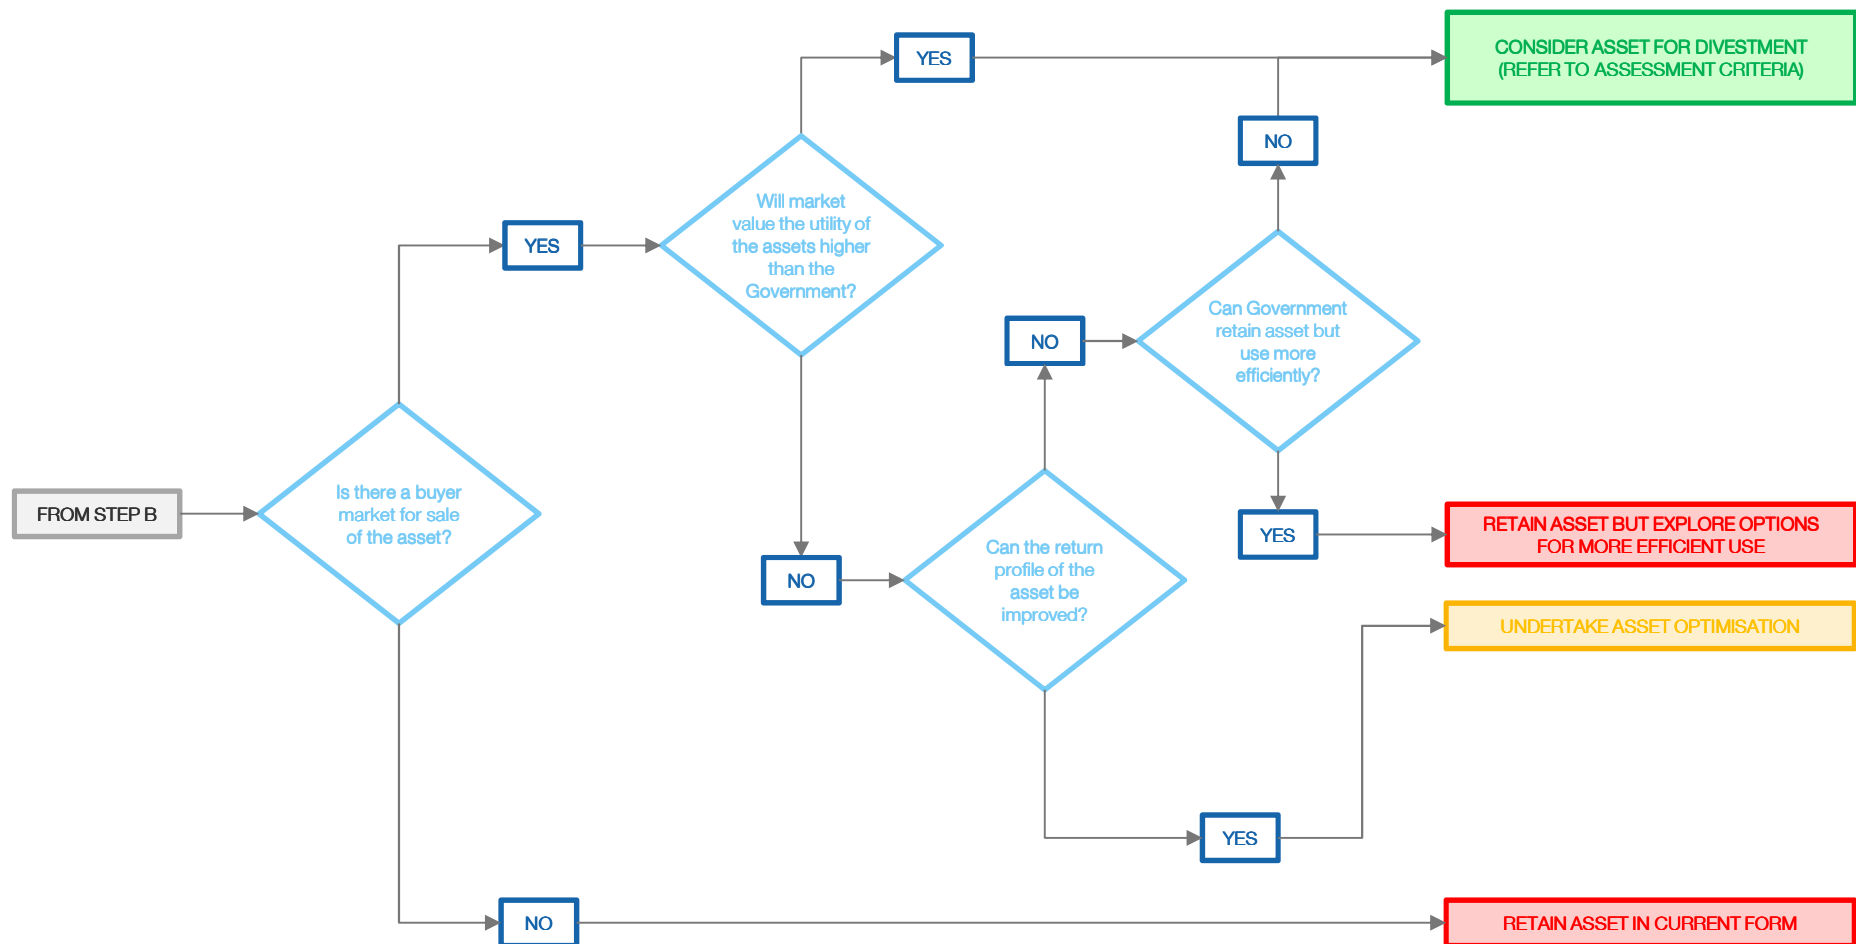 YES
CONSIDER ASSET FOR DIVESTMENT
(REFER TO ASSESSMENT CRITERIA)
NO
Will market
value the utility of
the assets higher
than the
Government?
YES
Can Government
retain asset but
use more
efficiently?
NO
Is there a buyer
market for sale
of the asset?
FROM STEP B
YES
RETAIN ASSET BUT EXPLORE OPTIONS
FOR MORE EFFICIENT USE
NO
Can the return
profile of the
asset be
improved?
UNDERTAKE ASSET OPTIMISATION
YES
NO
RETAIN ASSET IN CURRENT FORM